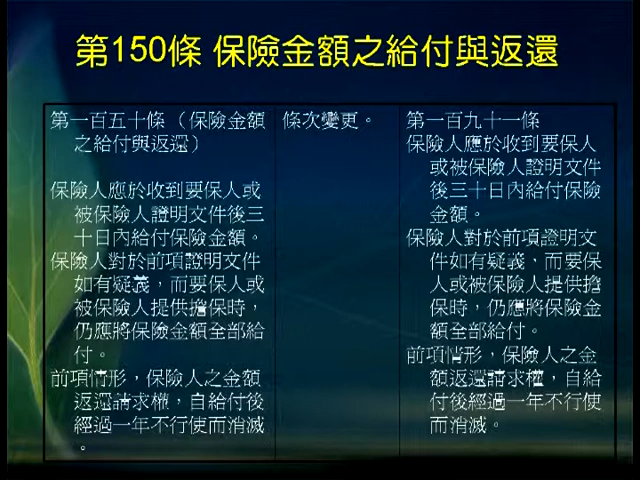 第150條 保險金額之給付與返還
第一百五十條（保險金額
之給付與返還）
保險人應於收到要保人或
被保險人證明文件後三
十日內給付保險金額。
保險人對於前項證明文件
如有疑義，而要保人或
被保險人提供擔保時，
仍應將保險金額全部給
付。
前項情形，保險人之金額
返還請求權，自給付後
經過一年不行使而消滅
。
條次變更。
第一百九十一條
保險人應於收到要保人
或被保險人證明文件
後三十日內給付保險
金額。
保險人對於前項證明文
件如有疑義，而要保
人或被保險人提供擔
保時，仍應將保險金
額全部給付。
前項情形，保險人之金
額返還請求權，自給
付後經過一年不行使
而消滅。